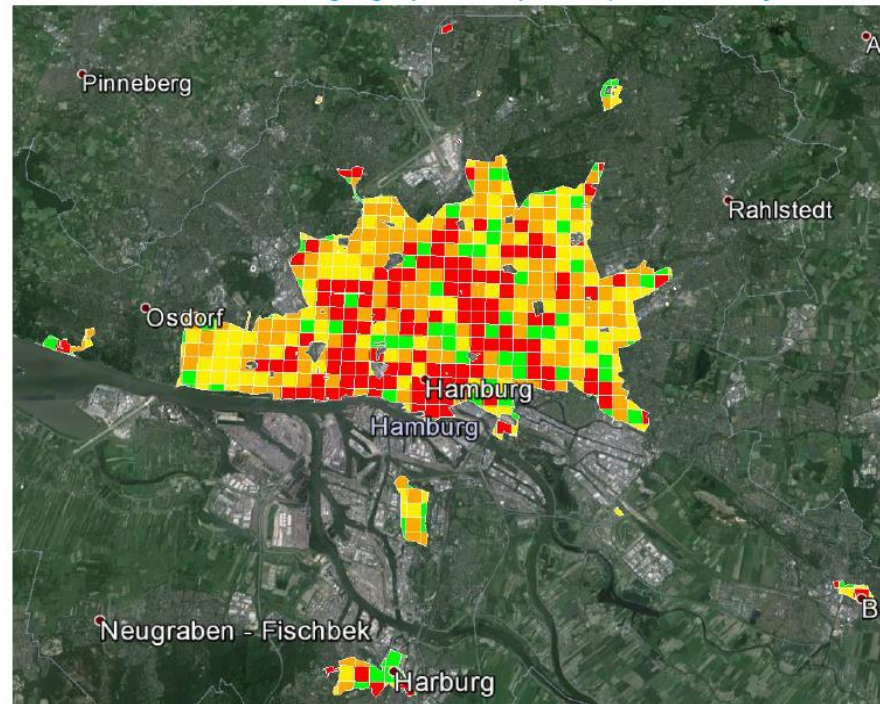 A
Pinneberg
Rahlstedt
Osdorf
Hamburg
Hamburg
B
Neugraben - Fischbek
Harburg